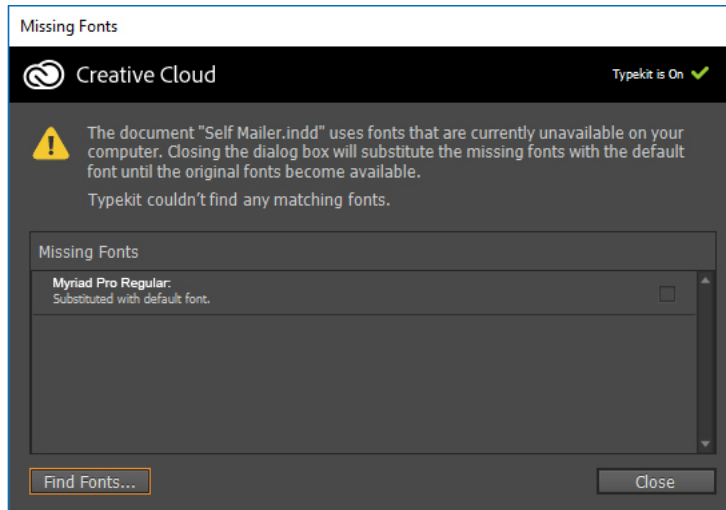 Missing Fonts
Creative Cloud
Typekit is On
The document "Self Mailer.indd" uses fonts that are currently unavailable on your
computer. Closing the dialog box will substitute the missing fonts with the default
font until the original fonts become available.
Typekit couldn't find any matching fonts.
Missing Fonts
Myriad Pro Regular:
Substituted with default font.
Find Fonts...
Close